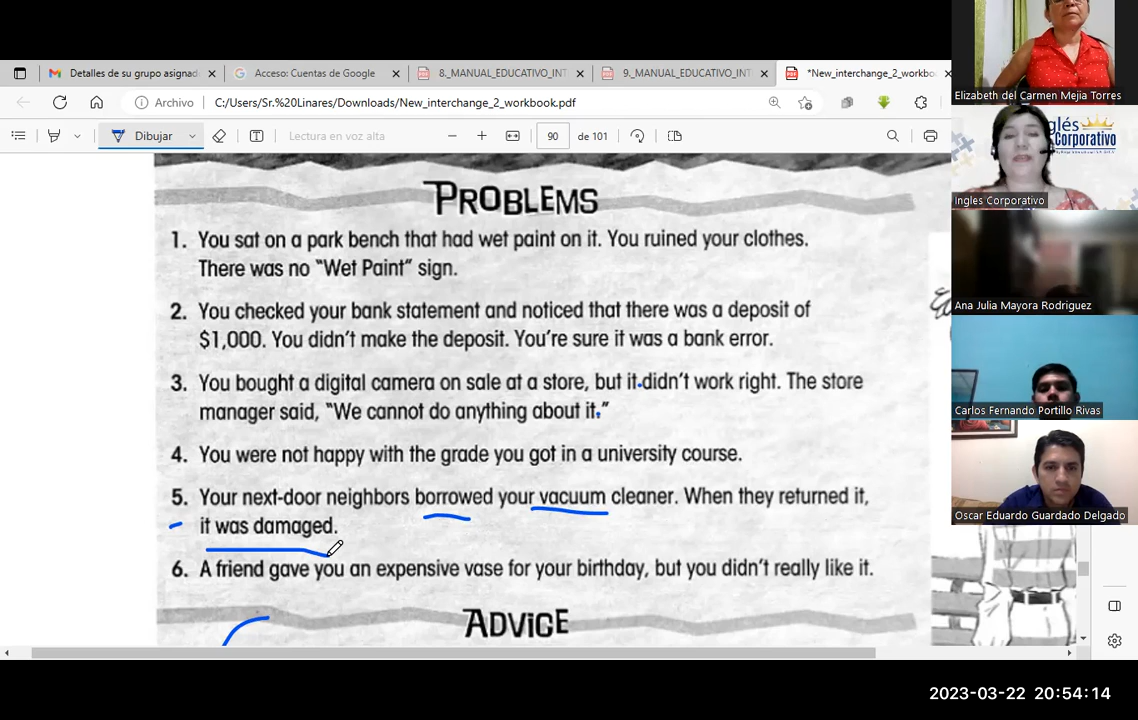 Detalles de su grupo asignad
Acceso: Cuentas de Google
8._MANUAL_EDUCATIVO_INT
9._MANUAL_EDUCATIVO_INT
*New_interchange_2_workbo
Archivo
C:/Users/Sr.%20Linares/Downloads/New_interchange_2_workbook.pdf
Dibujar
Lectura en voz alta
90 de 101
PROBLEMS
1. You sat on a park bench that had wet paint on it. You ruined your clothes.
There was no "Wet Paint" sign.
2. You checked your bank statement and noticed that there was a deposit of
$1,000. You didn't make the deposit. You're sure it was a bank error.
3. You bought a digital camera on sale at a store, but it didn't work right. The store
manager said, "We cannot do anything about it."
4. You were not happy with the grade you got in a university course.
5. Your next-door neighbors borrowed your vacuum cleaner. When they returned it,
it was damaged.
6. A friend gave you an expensive vase for your birthday, but you didn't really like it.
ADVICE
Elizabeth del Carmen Mejia Torres
glés
Corporativo
Ingles Corporativo
Ana Julia Mayora Rodriguez
Carlos Fernando Portillo Rivas
Oscar Eduardo Guardado Delgado
2023-03-22 20:54:14